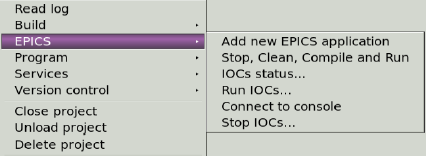 Read log
Build
EPICS
Program
Services
Version control
Close project
Unload project
Delete project
Add new EPICS application
Stop, Clean, Compile and Run
IOCs status...
Run IOCs...
Connect to console
Stop IOCs...